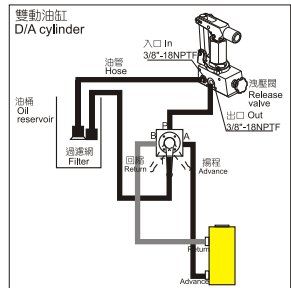 雙動油缸
D/A cylinder
入口 In
3/8"-18NPTF
油管
Hose
洩壓閥
Release
valve
出口 Out
3/8"-18NPTF
油桶
Oil
reservoir
過濾網
Filter
P
B
A
T
回縮
Return
揚程
Advance
Return
Advance